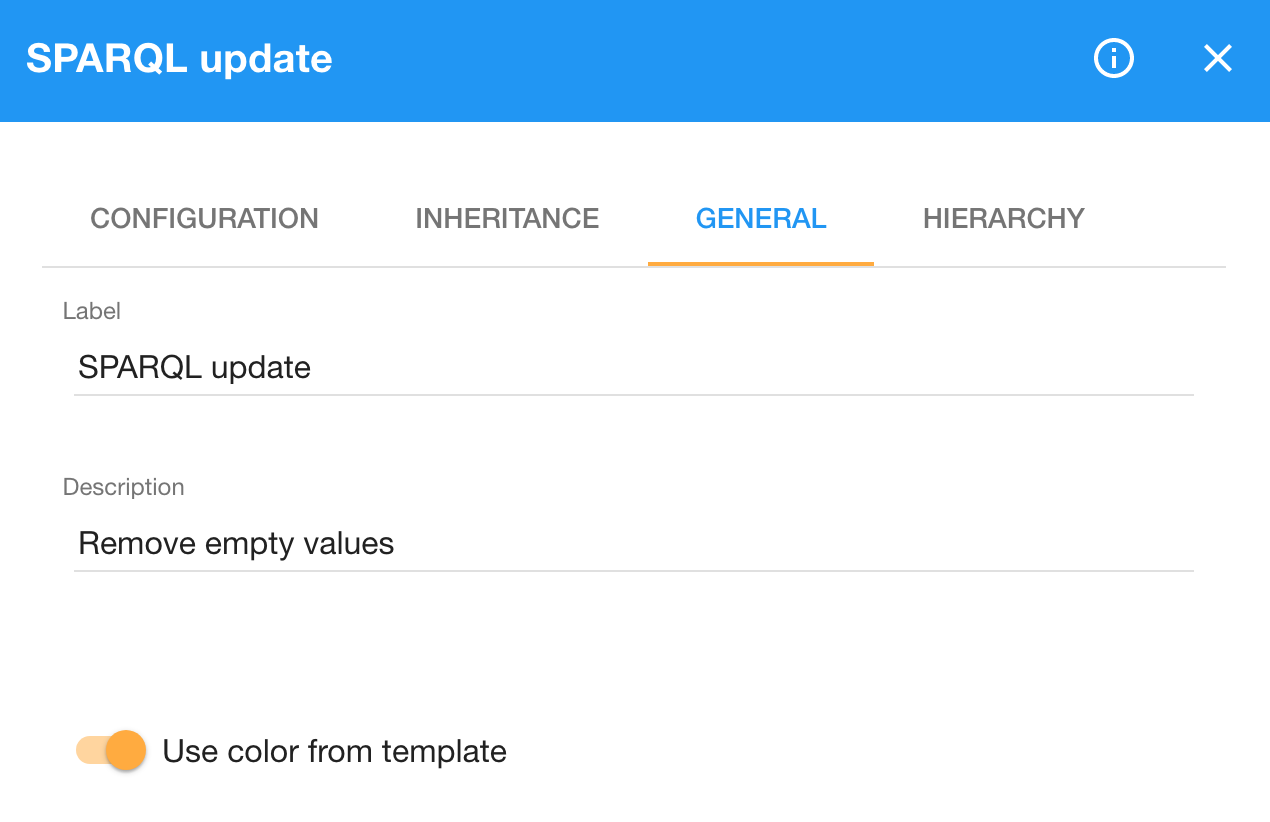 SPARQL update
CONFIGURATION INHERITANCE GENERAL HIERARCHY
Label
SPARQL update
Description
Remove empty values
Use color from template